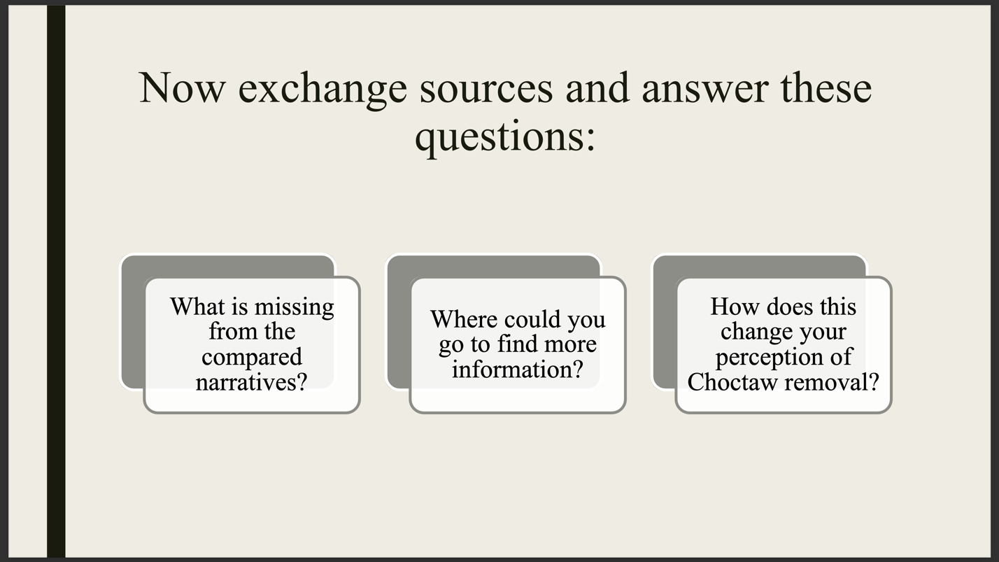 Now exchange sources and answer these
questions:
What is missing
from the
compared
narratives?
Where could you
go to find more
information?
How does this
change your
perception of
Choctaw removal?